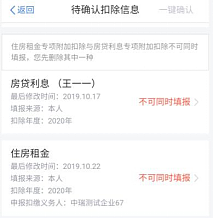 返回
待确认扣除信息
一键确认
住房租金专项附加扣除与房贷利息专项附加扣除不可同时
填报，您先删除其中一种
房贷利息 （王一一）
最后修改时间：2019.10.17
填报来源：本人
扣除年度：2020年
不可同时填报
住房租金
最后修改时间：2019.10.22
填报来源：本人
扣除年度：2020年
申报扣缴义务人：中瑞测试企业67
不可同时填报